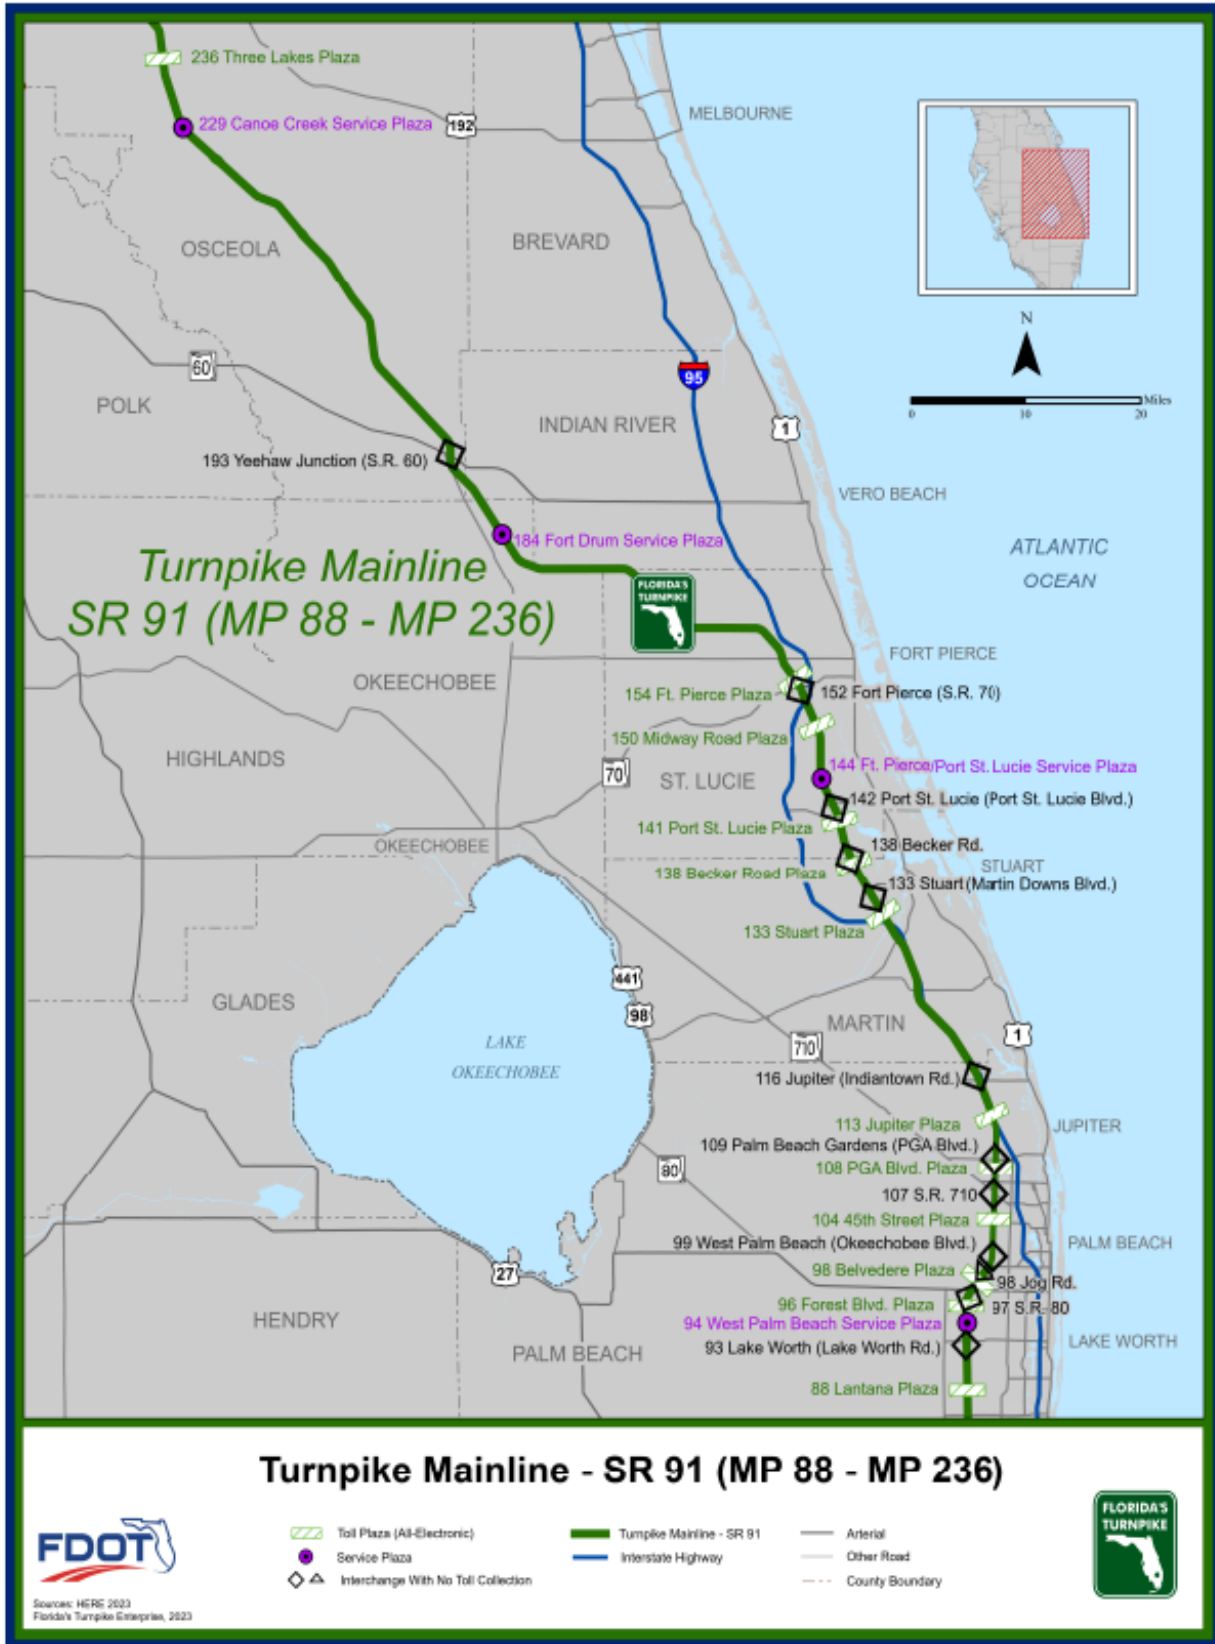 236 Three Lakes Plaza
MELBOURNE
229 Canoe Creek Service Plaza
192
OSCEOLA
BREVARD
N
60
95
0 10 20 Miles
POLK
INDIAN RIVER
1
193 Yeehaw Junction (S.R. 60)
VERO BEACH
184 Fort Drum Service Plaza
ATLANTIC
OCEAN
Turnpike Mainline
SR 91 (MP 88 - MP 236)
FLORIDA'S
TURNPIKE
FORT PIERCE
OKEECHOBEE
154 Ft. Pierce Plaza
152 Fort Pierce (S.R. 70)
150 Midway Road Plaza
HIGHLANDS
70
ST. LUCIE
144 Ft. Pierce/Port St. Lucie Service Plaza
142 Port St. Lucie (Port St. Lucie Blvd.)
141 Port St. Lucie Plaza
OKEECHOBEE
138 Becker Rd.
STUART
138 Becker Road Plaza
133 Stuart (Martin Downs Blvd.)
133 Stuart Plaza
441
98
GLADES
MARTIN
LAKE
OKEECHOBEE
710
1
116 Jupiter (Indiantown Rd.)
113 Jupiter Plaza
JUPITER
109 Palm Beach Gardens (PGA Blvd.)
80
108 PGA Blvd. Plaza
107 S.R. 710
104 45th Street Plaza
99 West Palm Beach (Okeechobee Blvd.)
PALM BEACH
98 Belvedere Plaza
27
98 Jog Rd.
96 Forest Blvd. Plaza
97 S.R. 80
HENDRY
94 West Palm Beach Service Plaza
PALM BEACH
93 Lake Worth (Lake Worth Rd.)
LAKE WORTH
88 Lantana Plaza
Turnpike Mainline - SR 91 (MP 88 - MP 236)
FDOT
Toll Plaza (All-Electronic)
Service Plaza
Interchange With No Toll Collection
Turnpike Mainline - SR 91
Interstate Highway
Arterial
Other Road
County Boundary
FLORIDA'S
TURNPIKE
Sources: HERE 2023
Florida's Turnpike Enterprise, 2023